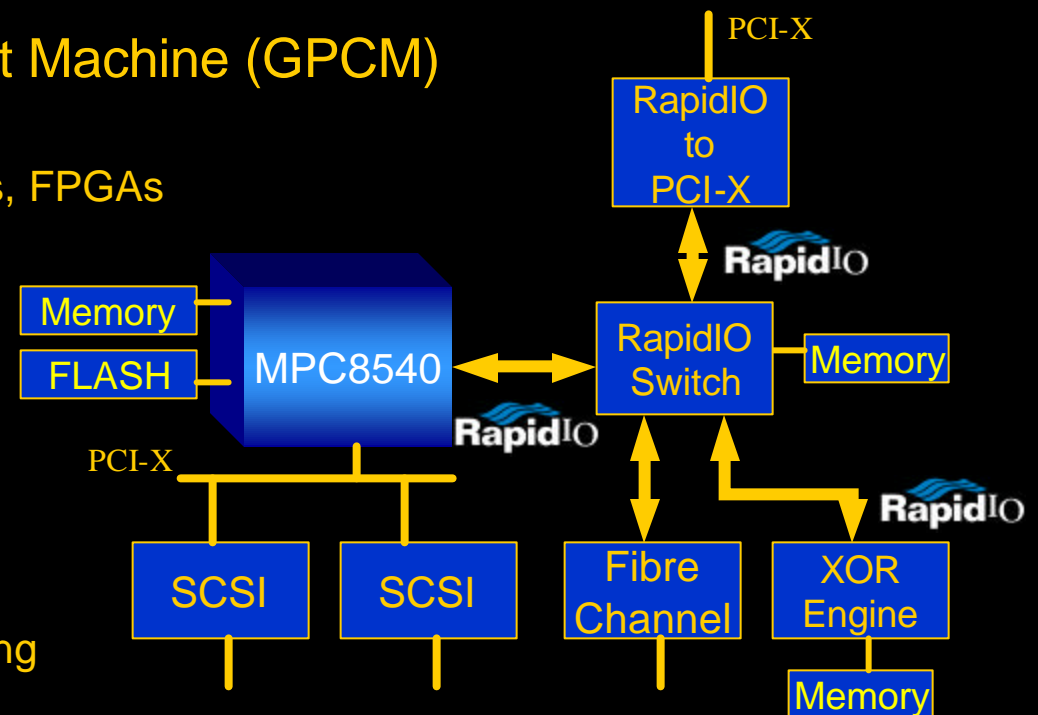 t Machine (GPCM)
s, FPGAs
ng
PCI-X
RapidIO
to
PCI-X
RapidIO
Memory
FLASH
MPC8540
RapidIO
RapidIO
Switch
Memory
PCI-X
RapidIO
SCSI
SCSI
Fibre
Channel
XOR
Engine
Memory